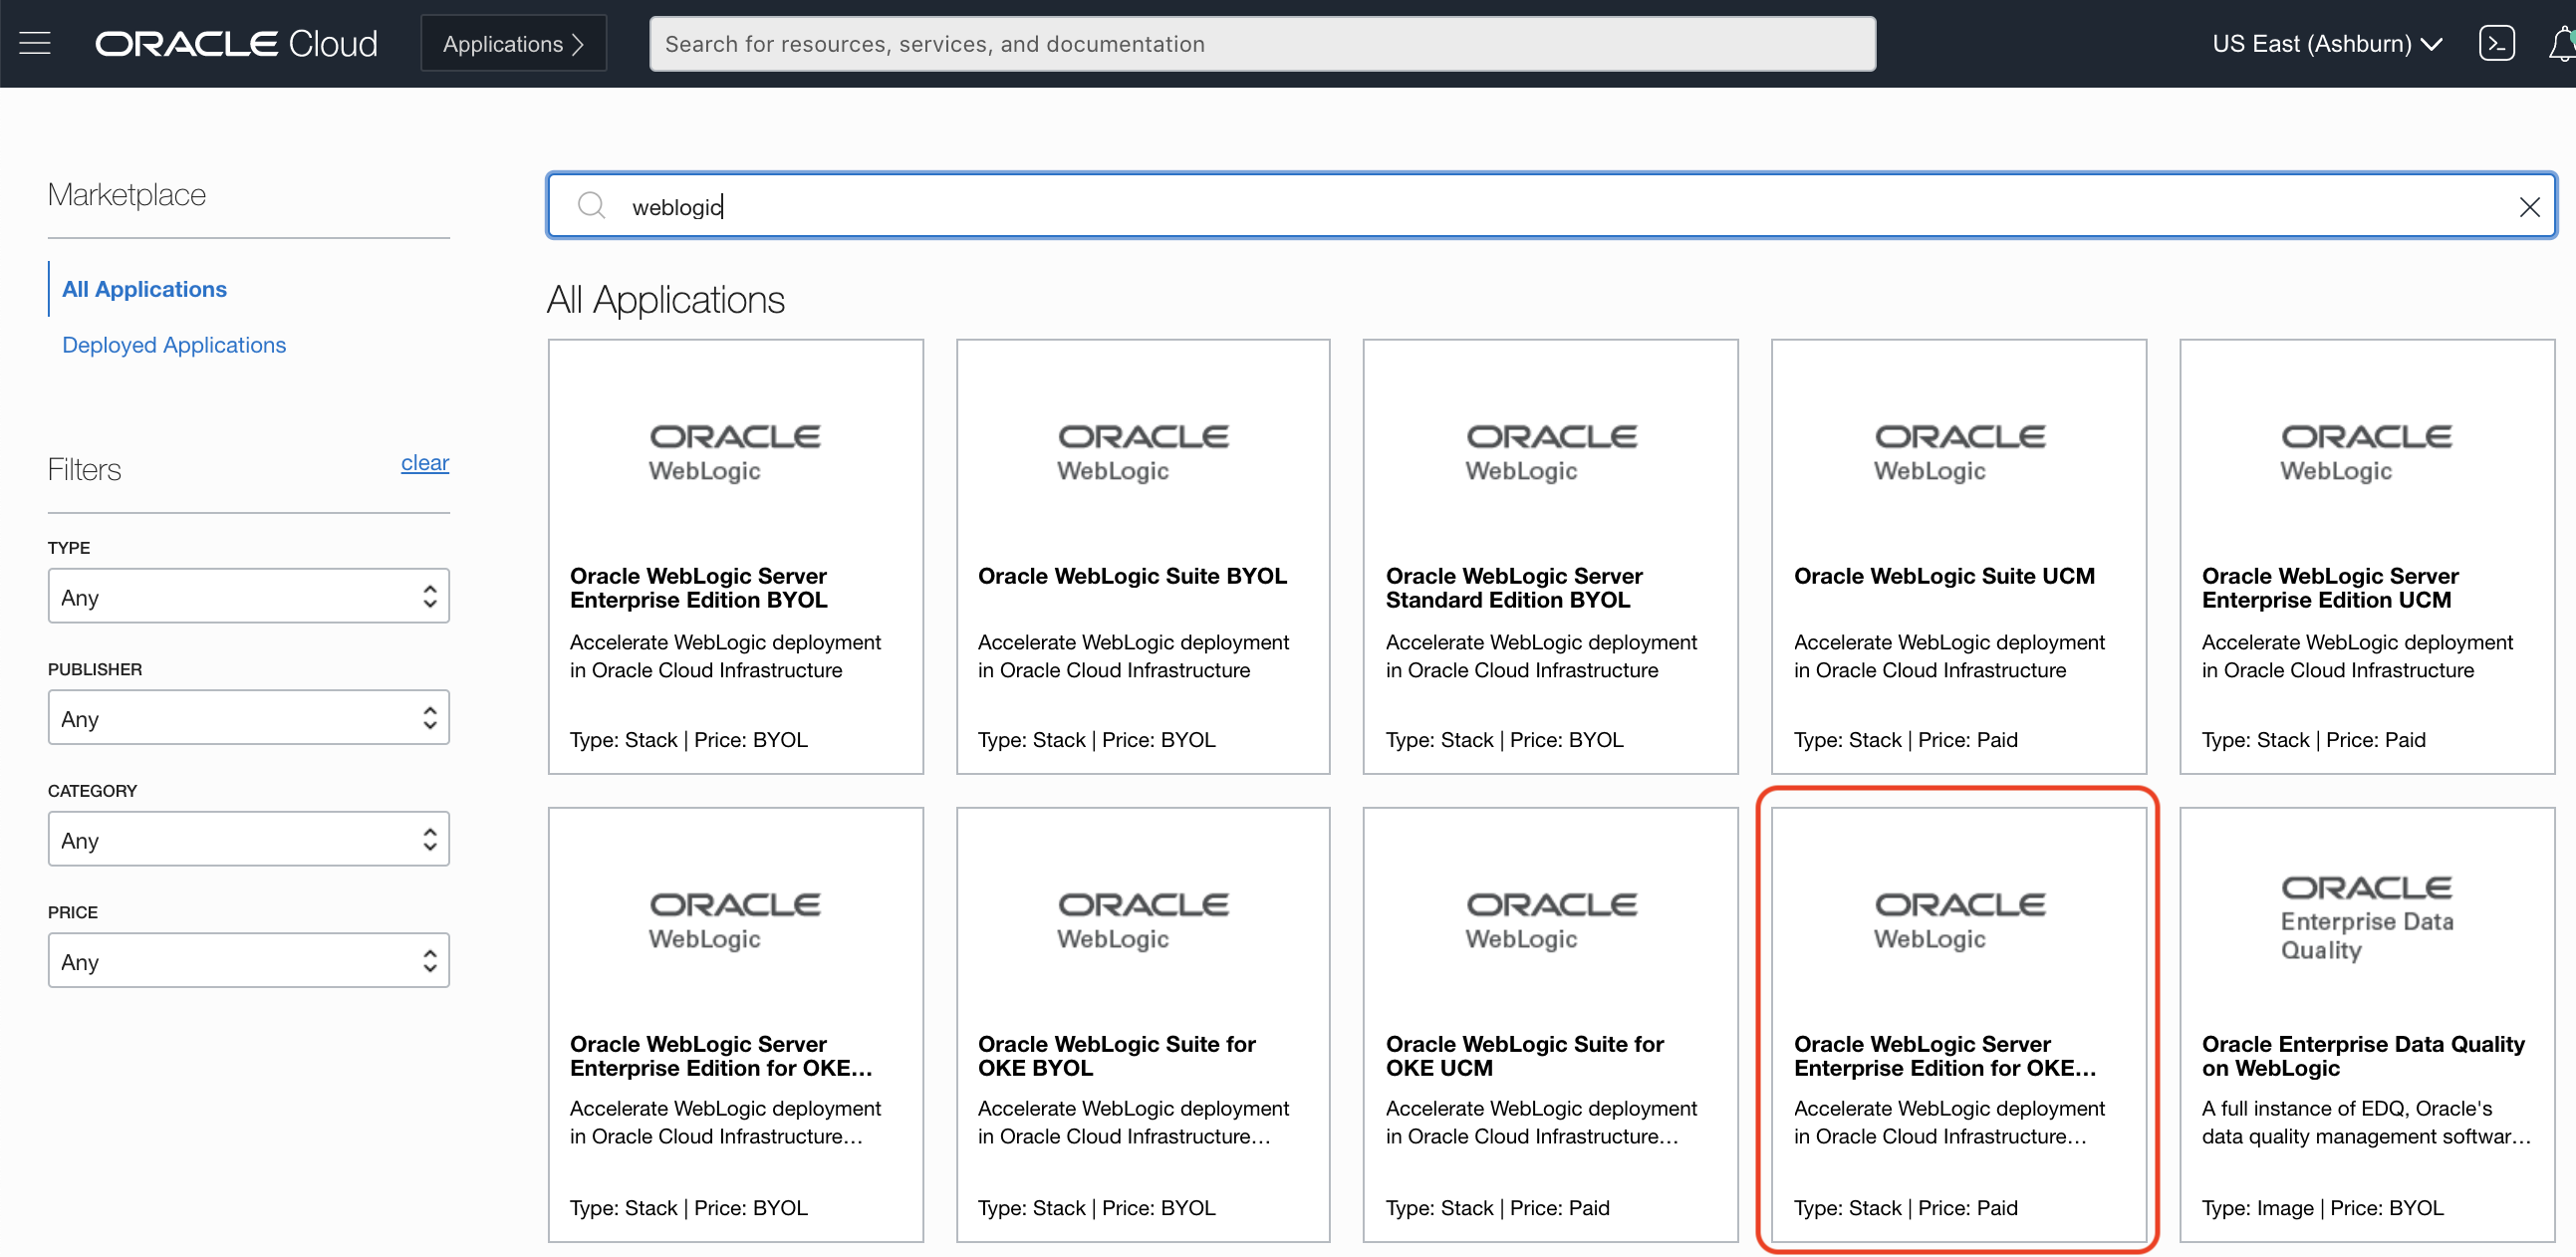 ORACLE Cloud
Applications
Search for resources, services, and documentation
US East (Ashburn)
Marketplace
All Applications
Deployed Applications
Filters
clear
TYPE
Any
PUBLISHER
Any
CATEGORY
Any
PRICE
Any
weblogic
All Applications
ORACLE
WebLogic
Oracle WebLogic Server
Enterprise Edition BYOL
Accelerate WebLogic deployment
in Oracle Cloud Infrastructure
Type: Stack | Price: BYOL
ORACLE
WebLogic
Oracle WebLogic Suite BYOL
Accelerate WebLogic deployment
in Oracle Cloud Infrastructure
Type: Stack | Price: BYOL
ORACLE
WebLogic
Oracle WebLogic Server
Standard Edition BYOL
Accelerate WebLogic deployment
in Oracle Cloud Infrastructure
Type: Stack | Price: BYOL
ORACLE
WebLogic
Oracle WebLogic Suite UCM
Accelerate WebLogic deployment
in Oracle Cloud Infrastructure
Type: Stack | Price: Paid
ORACLE
WebLogic
Oracle WebLogic Server
Enterprise Edition UCM
Accelerate WebLogic deployment
in Oracle Cloud Infrastructure
Type: Stack | Price: Paid
ORACLE
WebLogic
Oracle WebLogic Server
Enterprise Edition for OKE...
Accelerate WebLogic deployment
in Oracle Cloud Infrastructure...
Type: Stack | Price: BYOL
ORACLE
WebLogic
Oracle WebLogic Suite for
OKE BYOL
Accelerate WebLogic deployment
in Oracle Cloud Infrastructure...
Type: Stack | Price: BYOL
ORACLE
WebLogic
Oracle WebLogic Suite for
OKE UCM
Accelerate WebLogic deployment
in Oracle Cloud Infrastructure...
Type: Stack | Price: Paid
ORACLE
WebLogic
Oracle WebLogic Server
Enterprise Edition for OKE...
Accelerate WebLogic deployment
in Oracle Cloud Infrastructure...
Type: Stack | Price: Paid
ORACLE
Enterprise Data
Quality
Oracle Enterprise Data Quality
on WebLogic
A full instance of EDQ, Oracle's
data quality management softwar...
Type: Image | Price: BYOL